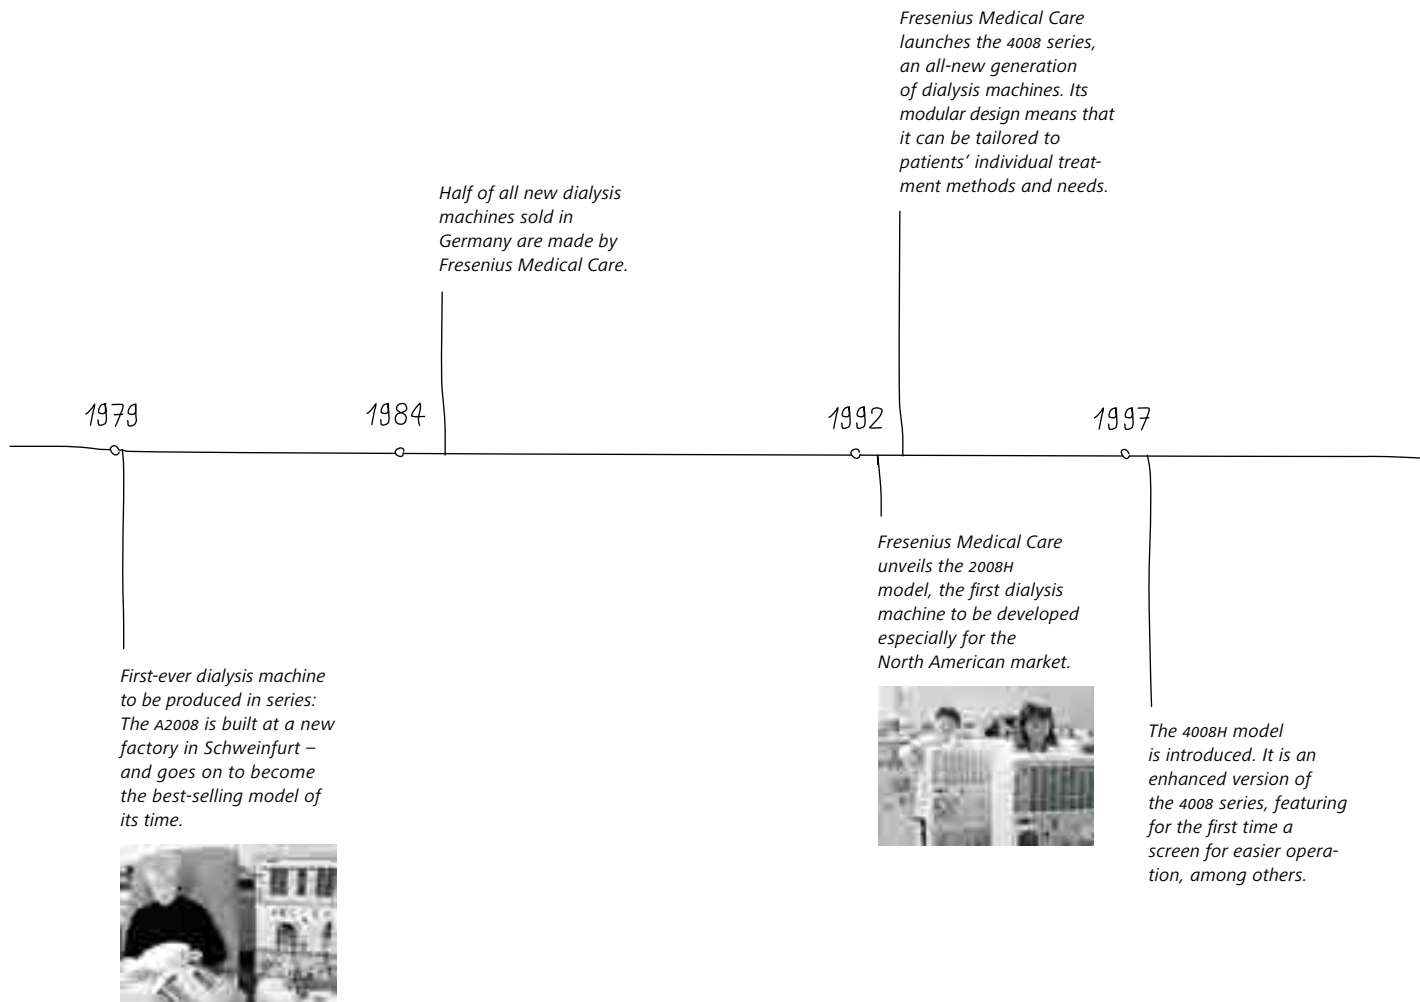 Fresenius Medical Care
launches the 4008 series,
an all-new generation
of dialysis machines. Its
modular design means that
it can be tailored to
patients’ individual treat-
ment methods and needs.
Half of all new dialysis
machines sold in
Germany are made by
Fresenius Medical Care.
1979
1984
1992
1997
Fresenius Medical Care
unveils the 2008H
model, the first dialysis
machine to be developed
especially for the
North American market.
First-ever dialysis machine
to be produced in series:
The A2008 is built at a new
factory in Schweinfurt –
and goes on to become
the best-selling model of
its time.
The 4008H model
is introduced. It is an
enhanced version of
the 4008 series, featuring
for the first time a
screen for easier opera-
tion, among others.